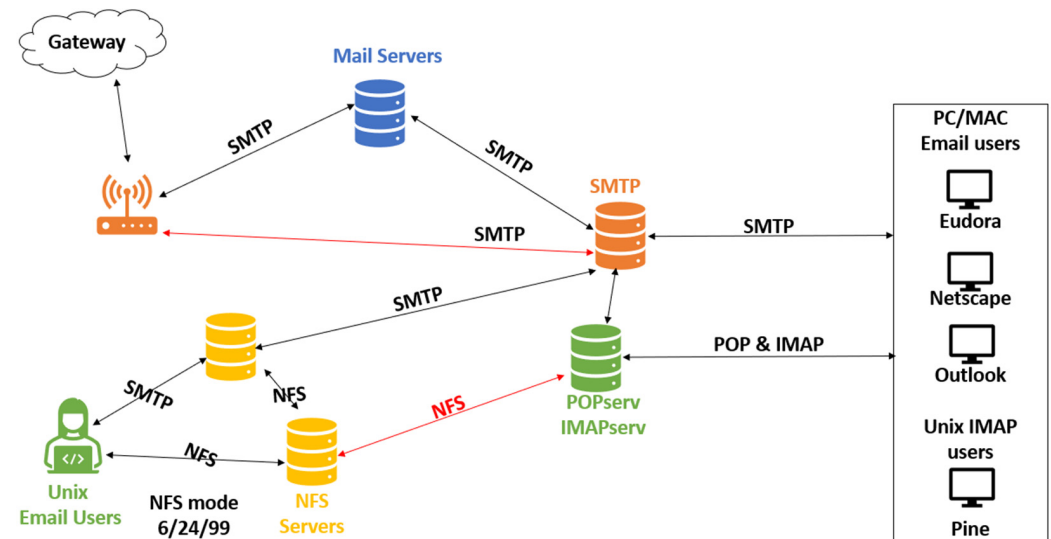 Gateway
Mail Servers
SMTP
SMTP
SMTP
SMTP
SMTP
SMTP
SMTP
NFS
NFS
NFS
POP & IMAP
POPserv
IMAPserv
Unix
Email Users
NFS mode
6/24/99
NFS
Servers
PC/MAC
Email users
Eudora
Netscape
Outlook
Unix IMAP
users
Pine